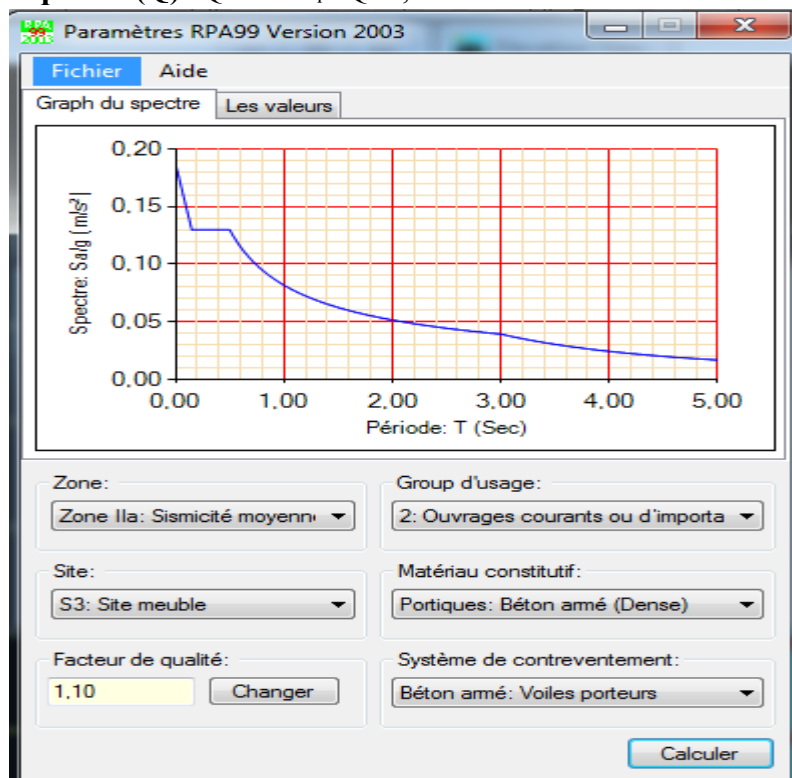 RPA 99 2003 Paramètres RPA99 Version 2003
Fichier Aide
Graph du spectre Les valeurs
Spectre: Sa/g [m/s²]
0,20
0,15
0,10
0,05
0,00
0,00 1,00 2,00 3,00 4,00 5,00
Période: T (Sec)
Zone:
Zone IIa: Sismicité moyenn
Group d'usage:
2: Ouvrages courants ou d'importa
Site:
S3: Site meuble
Matériau constitutif:
Portiques: Béton armé (Dense)
Facteur de qualité:
1,10 Changer
Système de contreventement:
Béton armé: Voiles porteurs
Calculer